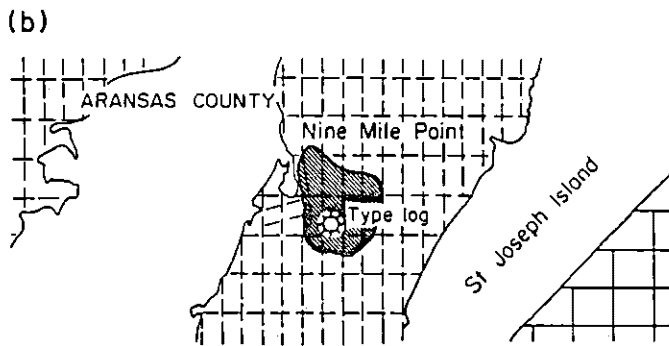 (b)
ARANSAS COUNTY
Nine Mile Point
Type log
St Joseph Island